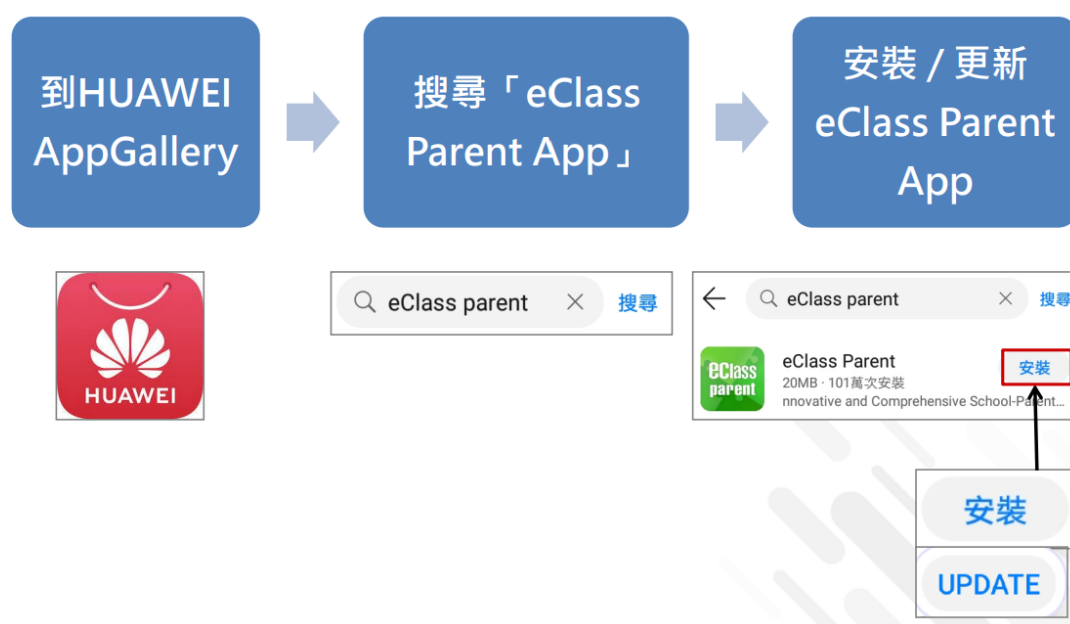 到HUAWEI
AppGallery
搜尋「eClass
Parent App」
安裝 / 更新
eClass Parent
App
HUAWEI
eClass parent
搜尋
eClass parent
搜尋
eClass
parent
eClass Parent
20MB · 101萬次安裝
nnovative and Comprehensive School-Parent...
安裝
安裝
UPDATE